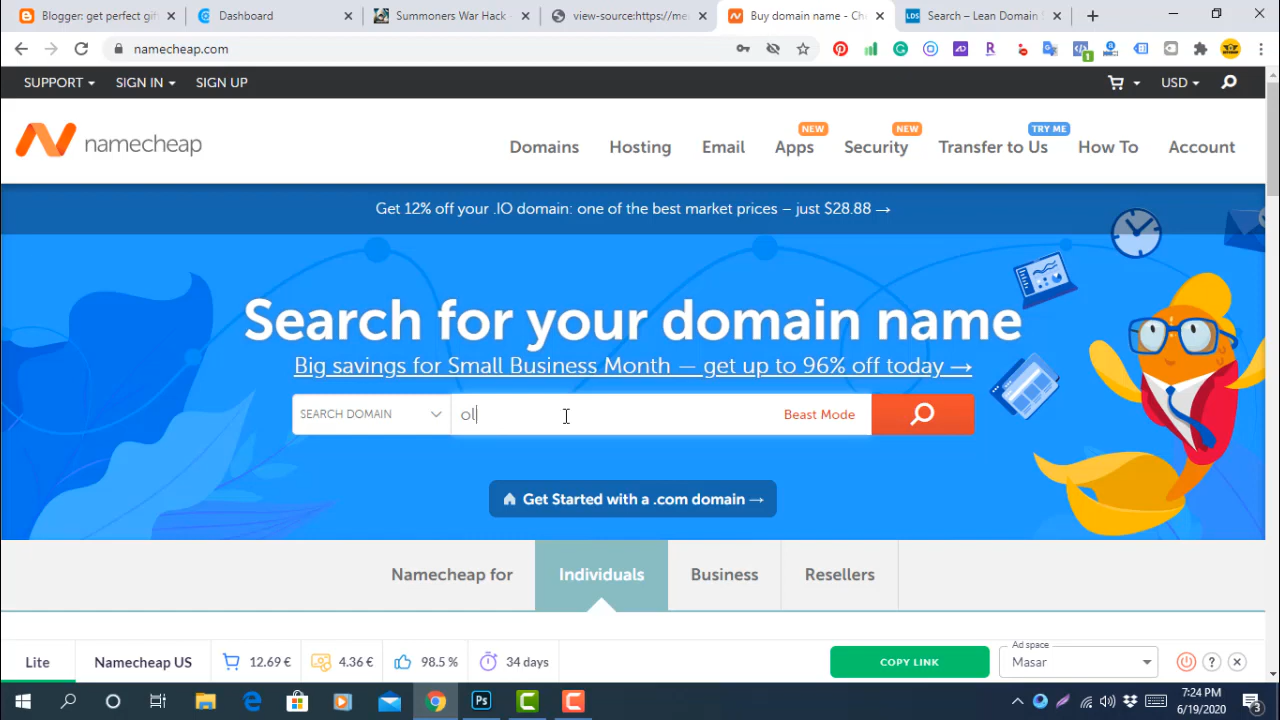 Blogger: get perfect gif
Dashboard
Summoners War Hack -
view-source:https://me
Buy domain name - Che
Search – Lean Domain S
namecheap.com
SUPPORT
SIGN IN
SIGN UP
USD
namecheap
Domains
Hosting
Email
NEW
Apps
NEW
Security
TRY ME
Transfer to Us
How To
Account
Get 12% off your .IO domain: one of the best market prices – just $28.88 →
Search for your domain name
Big savings for Small Business Month — get up to 96% off today →
SEARCH DOMAIN
ol
Beast Mode
Get Started with a .com domain →
Namecheap for
Individuals
Business
Resellers
Lite
Namecheap US
12.69 €
4.36 €
98.5 %
34 days
COPY LINK
Ad space
Masar
7:24 PM
6/19/2020